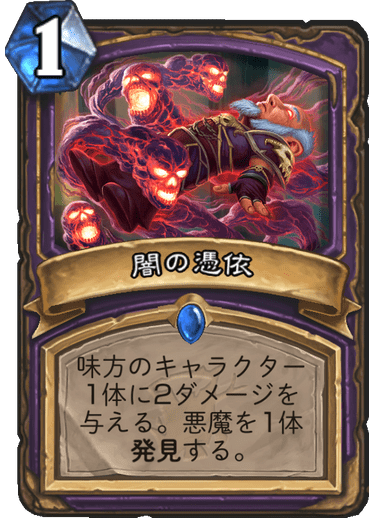 1
闇の憑依
味方のキャラクター
1体に2ダメージを
与える。悪魔を1体
発見する。